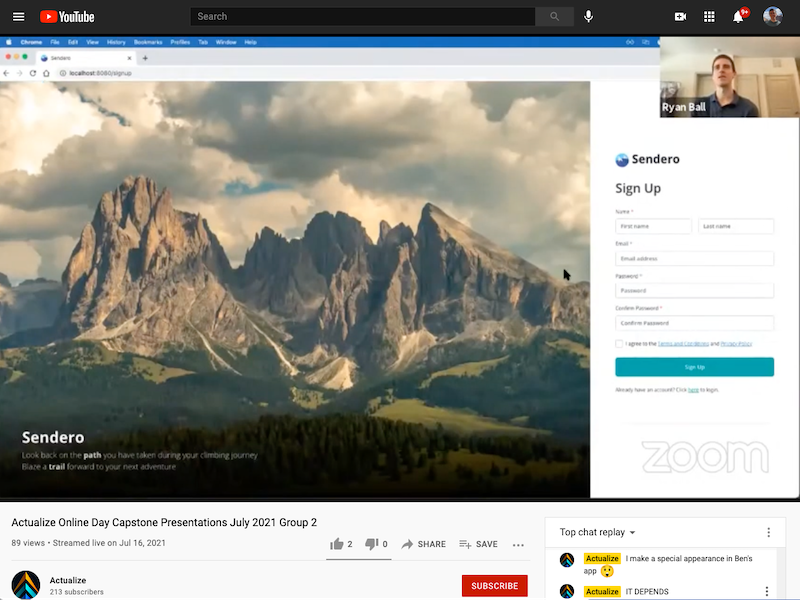 YouTube
Search
9+
Chrome File Edit View History Bookmarks Profiles Tab Window Help
Sendero
localhost:8080/signup
Ryan Ball
Sendero
Sign Up
Name *
First name Last name
Email *
Email address
Password *
Password
Confirm Password *
Confirm Password
I agree to the Terms and Conditions and Privacy Policy
Sign Up
Already have an account? Click here to login.
Sendero
Look back on the path you have taken during your climbing journey
Blaze a trail forward to your next adventure
zoom
Actualize Online Day Capstone Presentations July 2021 Group 2
89 views • Streamed live on Jul 16, 2021
2 0 SHARE SAVE
Actualize
213 subscribers
SUBSCRIBE
Top chat replay
Actualize I make a special appearance in Ben's
app
Actualize IT DEPENDS